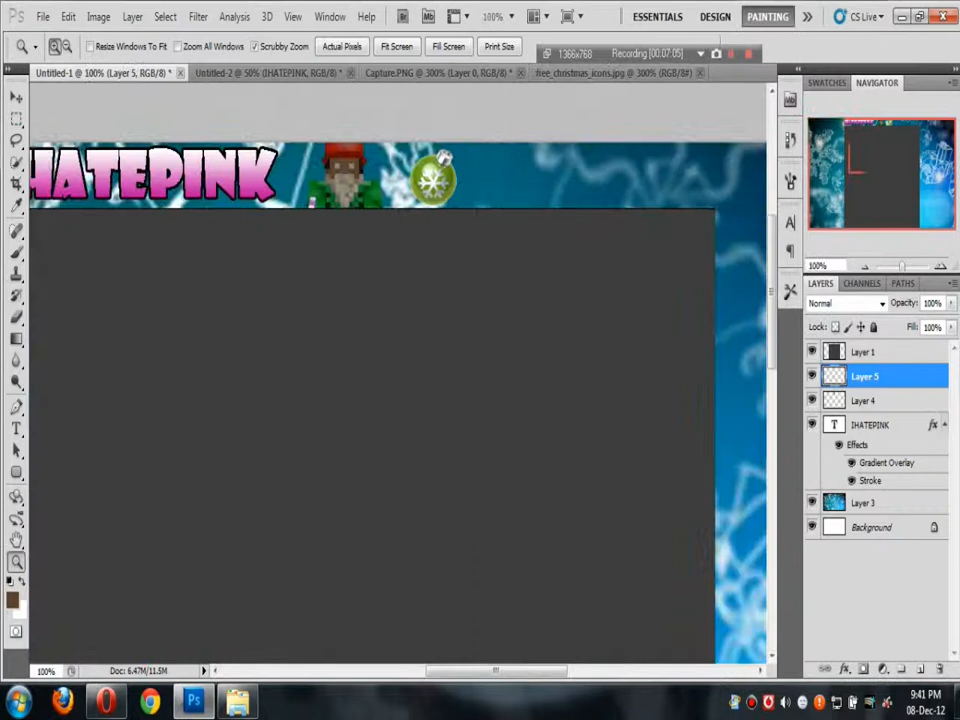 Ps File Edit Image Layer Select Filter Analysis 3D View Window Help Br Mb 100% ESSENTIALS DESIGN PAINTING CS Live
Resize Windows To Fit Zoom All Windows Scrubby Zoom Actual Pixels Fit Screen Fill Screen Print Size 1366x768 Recording [00:07:05]
Untitled-1 @ 100% (Layer 5, RGB/8) * Untitled-2 @ 50% (IHATEPINK, RGB/8) * Capture.PNG @ 300% (Layer 0, RGB/8) * free_christmas_icons.jpg @ 300% (RGB/8#)
SWATCHES NAVIGATOR
HATEPINK
100%
LAYERS CHANNELS PATHS
Normal Opacity: 100%
Lock: Fill: 100%
Layer 1
Layer 5
Layer 4
T IHATEPINK fx
Effects
Gradient Overlay
Stroke
Layer 3
Background
100% Doc: 6.47M/11.5M
Ps
9:41 PM
08-Dec-12